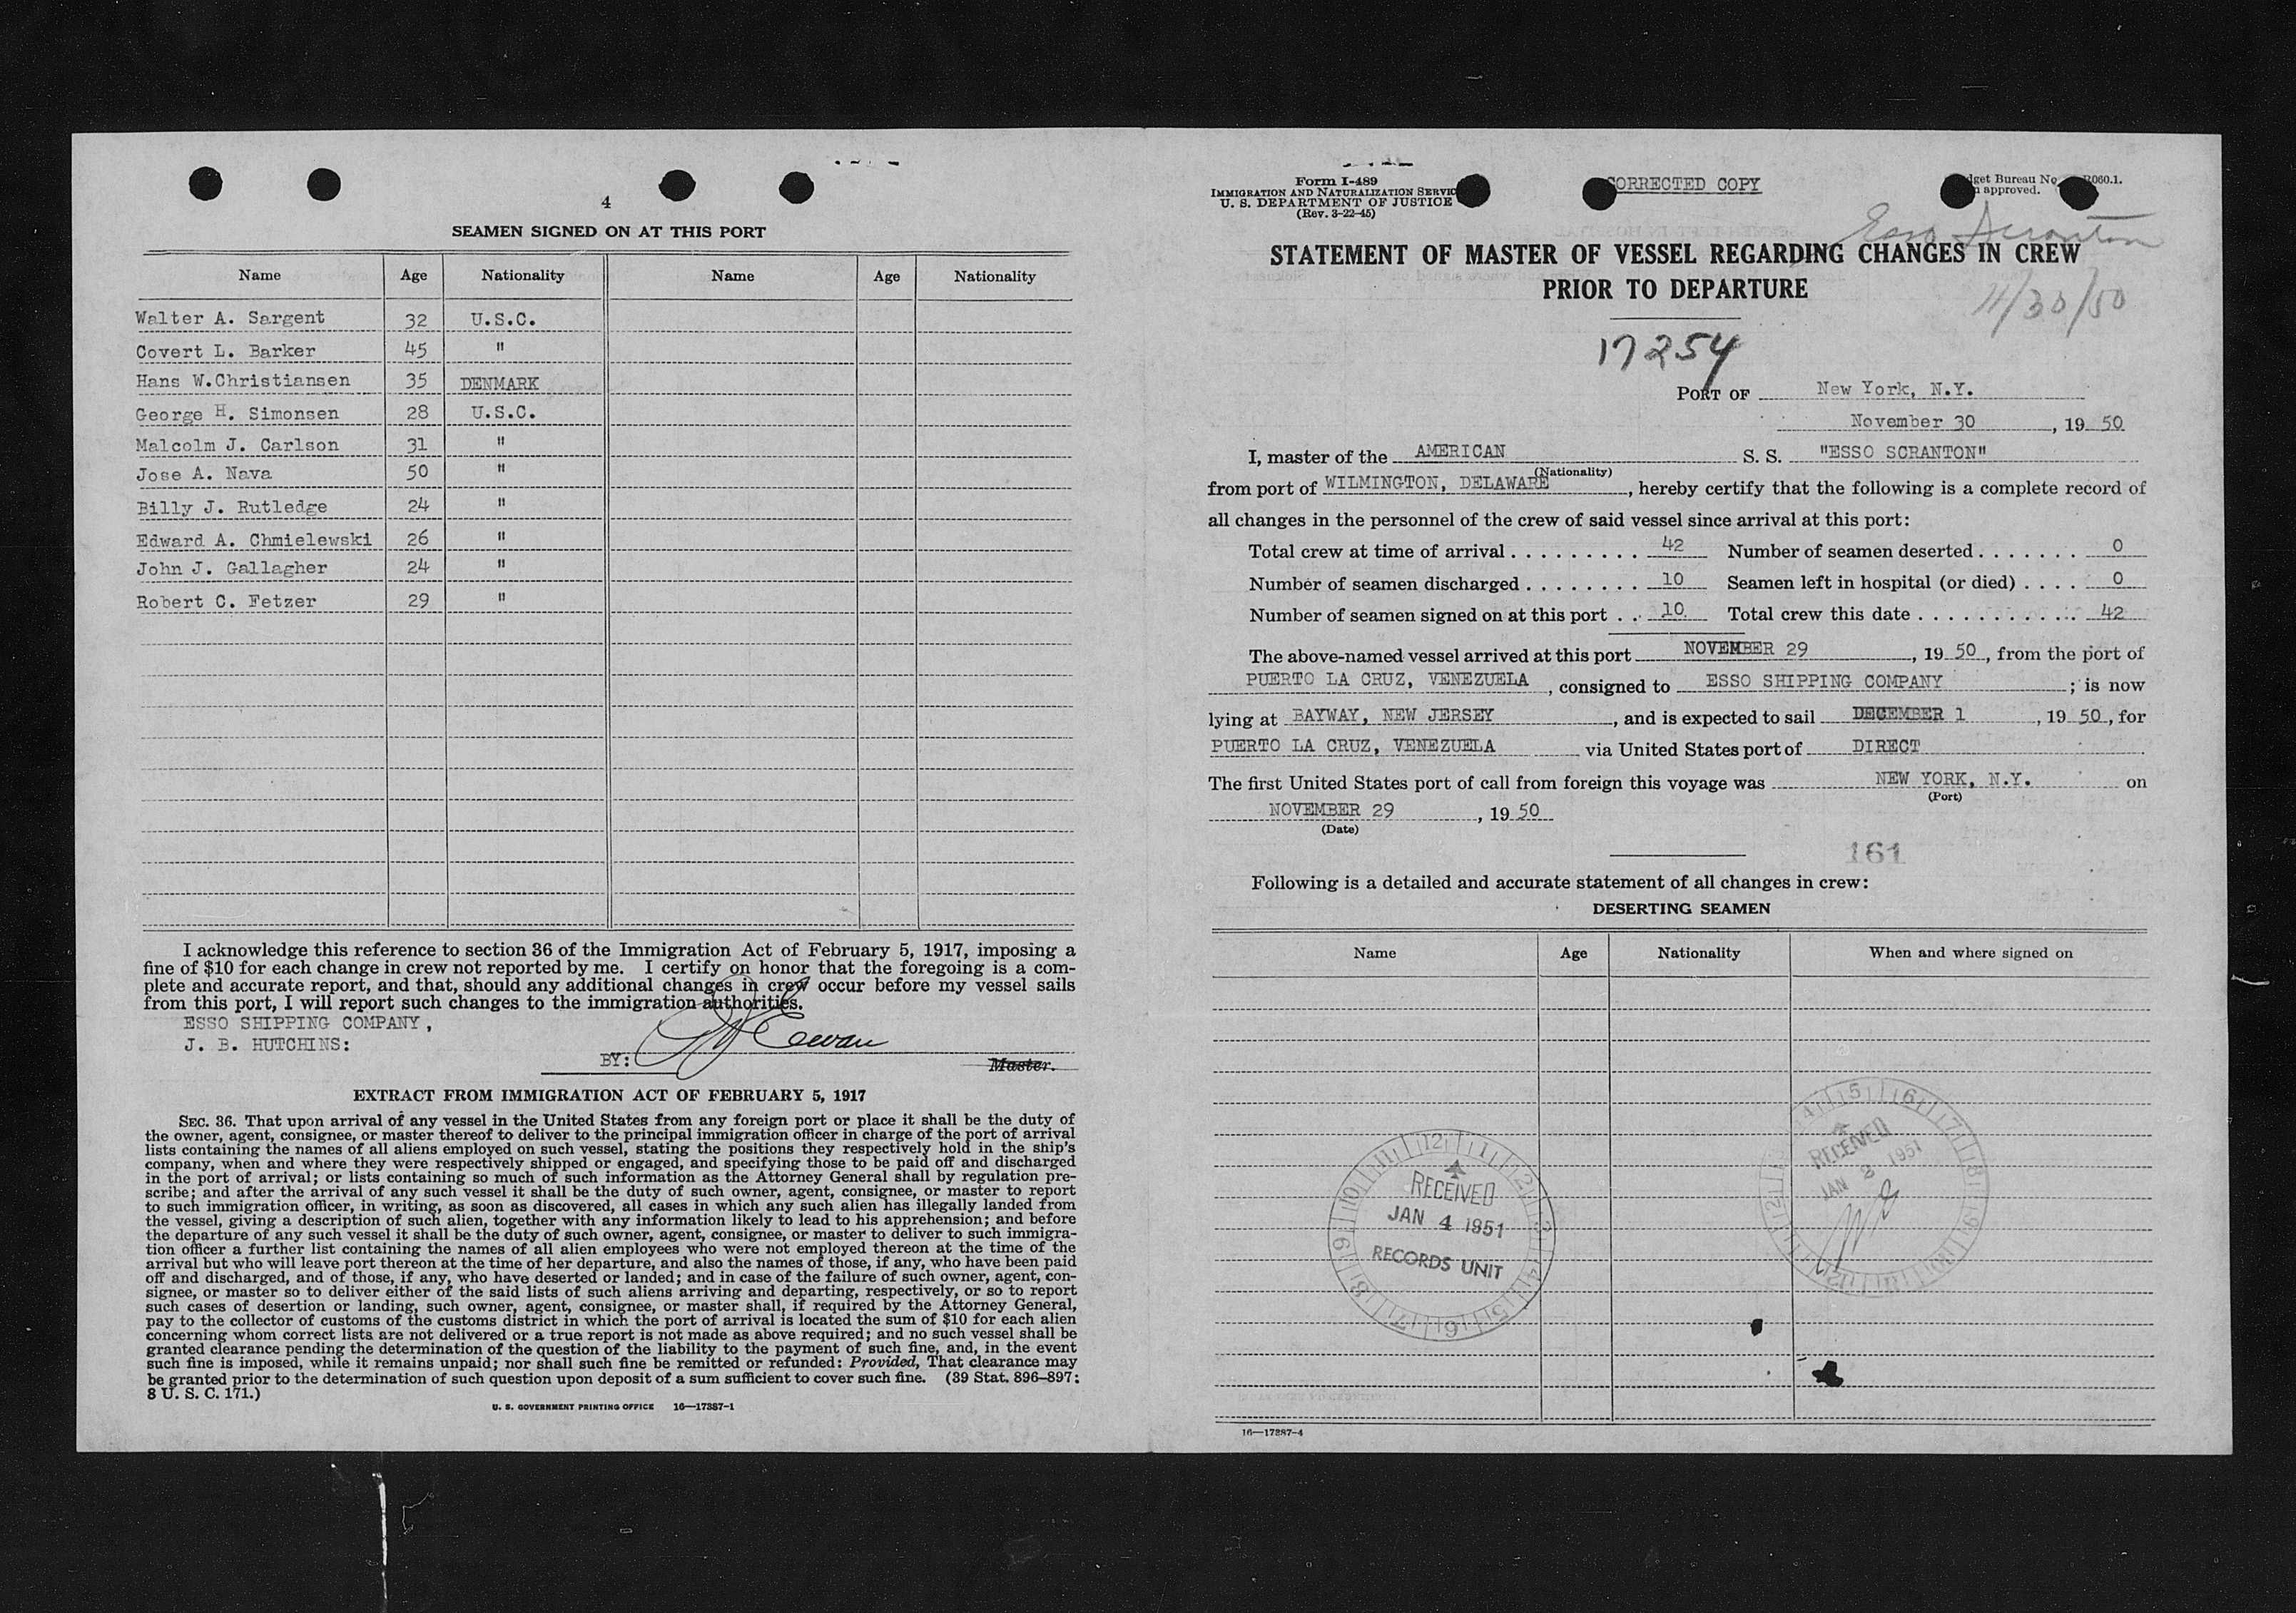 4
SEAMEN SIGNED ON AT THIS PORT
Name Age Nationality Name Age Nationality
Walter A. Sargent 32 U.S.C.
Covert L. Barker 45 "
Hans W.Christiansen 35 DENMARK
George H. Simonsen 28 U.S.C.
Malcolm J. Carlson 31 "
Jose A. Nava 50 "
Billy J. Rutledge 24 "
Edward A. Chmielewski 26 "
John J. Gallagher 24 "
Robert C. Fetzer 29 "
I acknowledge this reference to section 36 of the Immigration Act of February 5, 1917, imposing a
fine of $10 for each change in crew not reported by me. I certify on honor that the foregoing is a com-
plete and accurate report, and that, should any additional changes in crew occur before my vessel sails
from this port, I will report such changes to the immigration authorities.
ESSO SHIPPING COMPANY,
J. B. HUTCHINS:
BY:
Master.
EXTRACT FROM IMMIGRATION ACT OF FEBRUARY 5, 1917
SEC. 36. That upon arrival of any vessel in the United States from any foreign port or place it shall be the duty of
the owner, agent, consignee, or master thereof to deliver to the principal immigration officer in charge of the port of arrival
lists containing the names of all aliens employed on such vessel, stating the positions they respectively hold in the ship's
company, when and where they were respectively shipped or engaged, and specifying those to be paid off and discharged
in the port of arrival; or lists containing so much of such information as the Attorney General shall by regulation pre-
scribe; and after the arrival of any such vessel it shall be the duty of such owner, agent, consignee, or master to report
to such immigration officer, in writing, as soon as discovered, all cases in which any such alien has illegally landed from
the vessel, giving a description of such alien, together with any information likely to lead to his apprehension; and before
the departure of any such vessel it shall be the duty of such owner, agent, consignee, or master to deliver to such immigra-
tion officer a further list containing the names of all alien employees who were not employed thereon at the time of the
arrival but who will leave port thereon at the time of her departure, and also the names of those, if any, who have been paid
off and discharged, and of those, if any, who have deserted or landed; and in case of the failure of such owner, agent, con-
signee, or master so to deliver either of the said lists of such aliens arriving and departing, respectively, or so to report
such cases of desertion or landing, such owner, agent, consignee, or master shall, if required by the Attorney General,
pay to the collector of customs of the customs district in which the port of arrival is located the sum of $10 for each alien
concerning whom correct lists are not delivered or a true report is not made as above required; and no such vessel shall be
granted clearance pending the determination of the question of the liability to the payment of such fine, and, in the event
such fine is imposed, while it remains unpaid; nor shall such fine be remitted or refunded: Provided, That clearance may
be granted prior to the determination of such question upon deposit of a sum sufficient to cover such fine. (39 Stat. 896–897;
8 U. S. C. 171.)
U. S. GOVERNMENT PRINTING OFFICE 16—17387-1
Form I-489
IMMIGRATION AND NATURALIZATION SERVIC
U. S. DEPARTMENT OF JUSTICE
(Rev. 3-22-45)
CORRECTED COPY
dget Bureau No. R060.1.
approved.
Esso Scranton
STATEMENT OF MASTER OF VESSEL REGARDING CHANGES IN CREW
PRIOR TO DEPARTURE
11/30/50
17254
PORT OF New York, N.Y.
November 30, 19 50
I, master of the AMERICAN S. S. "ESSO SCRANTON"
(Nationality)
from port of WILMINGTON, DELAWARE, hereby certify that the following is a complete record of
all changes in the personnel of the crew of said vessel since arrival at this port:
Total crew at time of arrival . . . . . . . . . 42 Number of seamen deserted . . . . . . . 0
Number of seamen discharged . . . . . . . . 10 Seamen left in hospital (or died) . . . . 0
Number of seamen signed on at this port . . 10 Total crew this date . . . . . . . . . . . . 42
The above-named vessel arrived at this port NOVEMBER 29, 19 50, from the port of
PUERTO LA CRUZ, VENEZUELA, consigned to ESSO SHIPPING COMPANY; is now
lying at BAYWAY, NEW JERSEY, and is expected to sail DECEMBER 1, 19 50, for
PUERTO LA CRUZ, VENEZUELA via United States port of DIRECT
The first United States port of call from foreign this voyage was NEW YORK, N.Y. on
(Port)
NOVEMBER 29, 19 50
(Date)
161
Following is a detailed and accurate statement of all changes in crew:
DESERTING SEAMEN
Name Age Nationality When and where signed on
RECEIVED
JAN 4 1951
RECORDS UNIT
RECEIVED
JAN 3 1951
16—17387-4